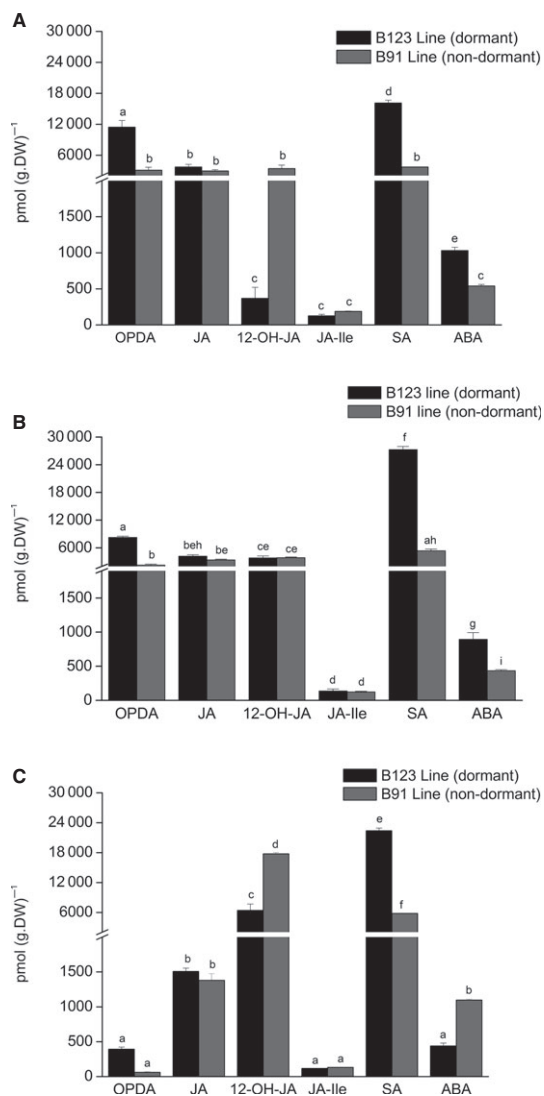 A
B123 Line (dormant)
B91 Line (non-dormant)
pmol (g.DW)⁻¹
30 000
24 000
18 000
12 000
6000
1500
1000
500
0
a b b b c b c c d b e c
OPDA JA 12-OH-JA JA-Ile SA ABA
B
B123 line (dormant)
B91 line (non-dormant)
pmol (g.DW)⁻¹
30 000
24 000
18 000
12 000
6000
1500
1000
500
0
a b beh be ce ce d d f ah g i
OPDA JA 12-OH-JA JA-Ile SA ABA
C
B123 Line (dormant)
B91 Line (non-dormant)
pmol (g.DW)⁻¹
30 000
24 000
18 000
12 000
6000
1500
1000
500
0
a a b b c d a a e f a b
OPDA JA 12-OH-JA JA-Ile SA ABA